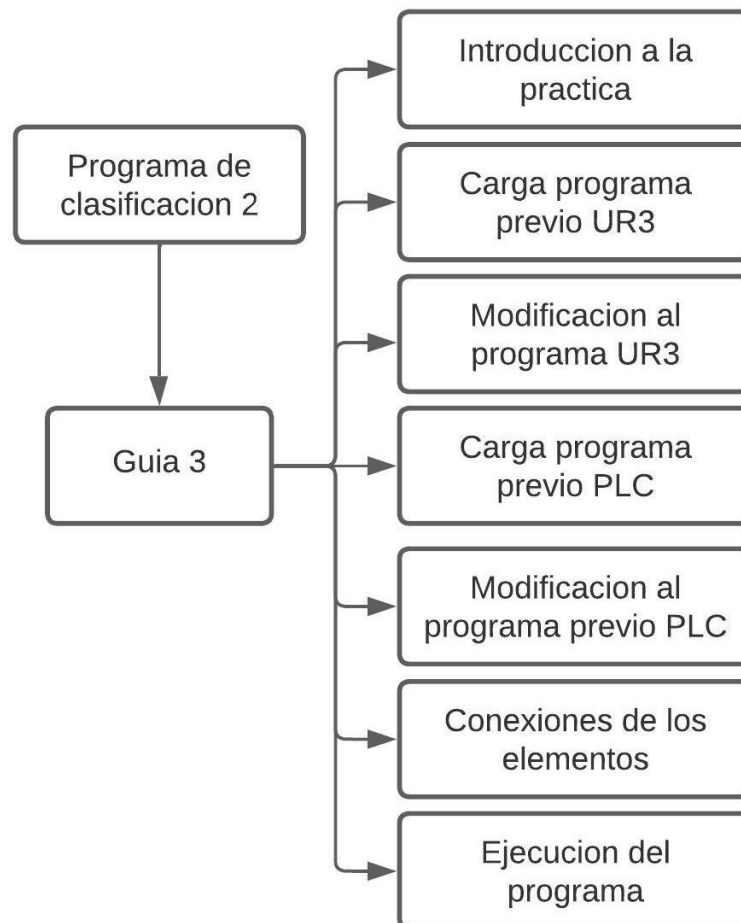 Programa de
clasificacion 2
Guia 3
Introduccion a la
practica
Carga programa
previo UR3
Modificacion al
programa UR3
Carga programa
previo PLC
Modificacion al
programa previo PLC
Conexiones de los
elementos
Ejecucion del
programa